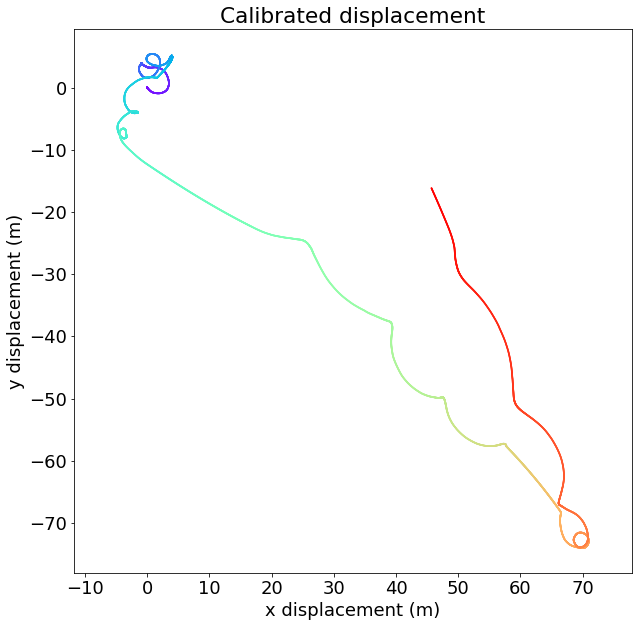 Calibrated displacement
y displacement (m)
0
−10
−20
−30
−40
−50
−60
−70
−10 0 10 20 30 40 50 60 70
x displacement (m)